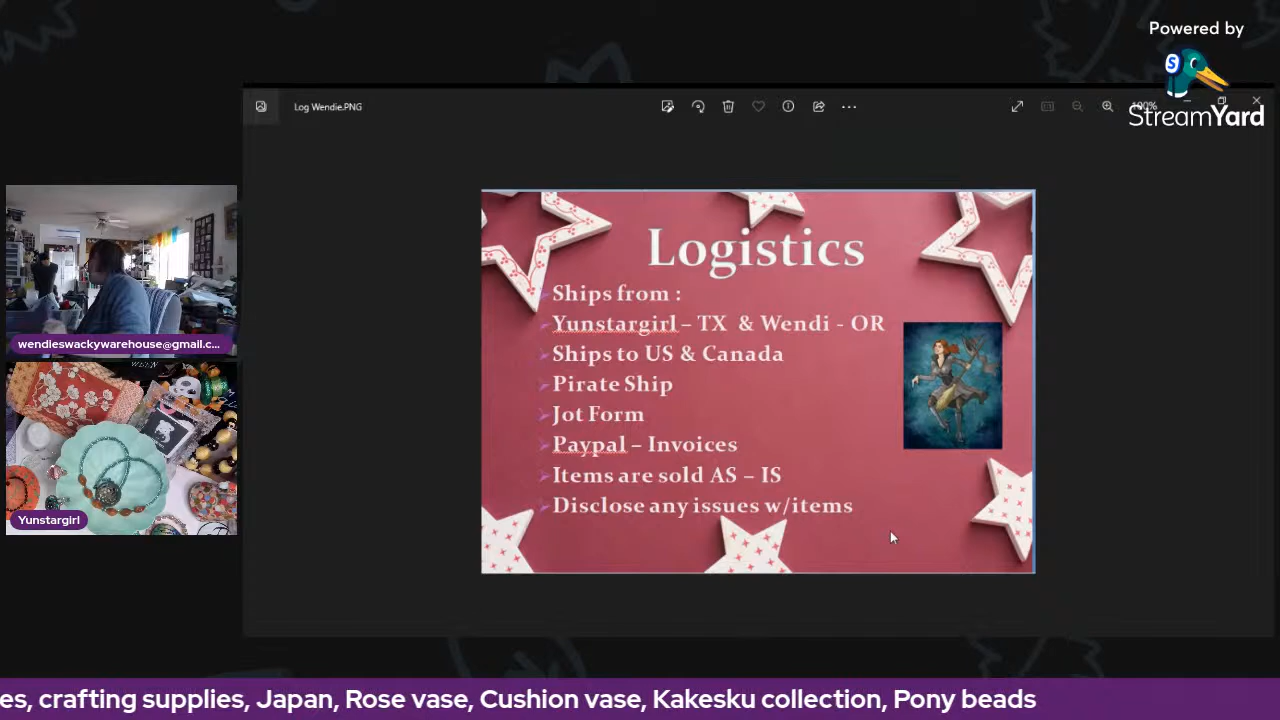 Powered by
StreamYard
Log Wendie.PNG
100%
Logistics
Ships from :
Yunstargirl – TX & Wendi - OR
Ships to US & Canada
Pirate Ship
Jot Form
Paypal – Invoices
Items are sold AS – IS
Disclose any issues w/items
wendieswackywarehouse@gmail.c...
Yunstargirl
es, crafting supplies, Japan, Rose vase, Cushion vase, Kakesku collection, Pony beads